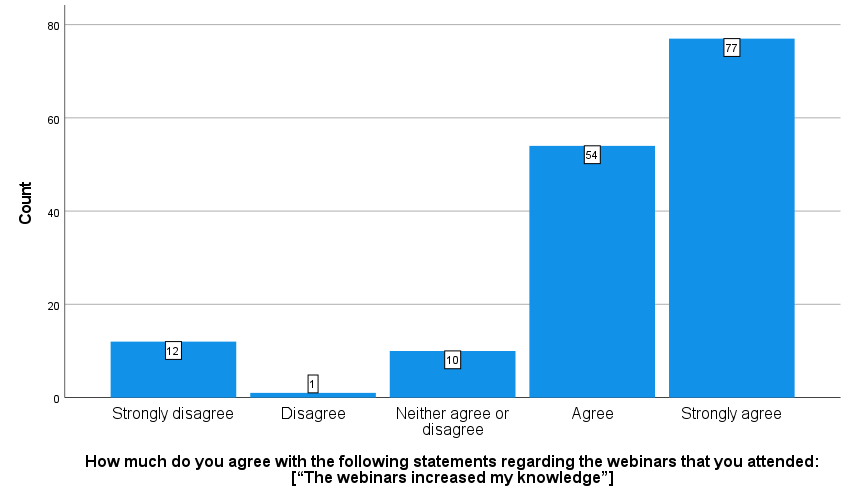 80
60
40
20
0
Count
12
1
10
54
77
Strongly disagree
Disagree
Neither agree or
disagree
Agree
Strongly agree
How much do you agree with the following statements regarding the webinars that you attended:
[“The webinars increased my knowledge”]